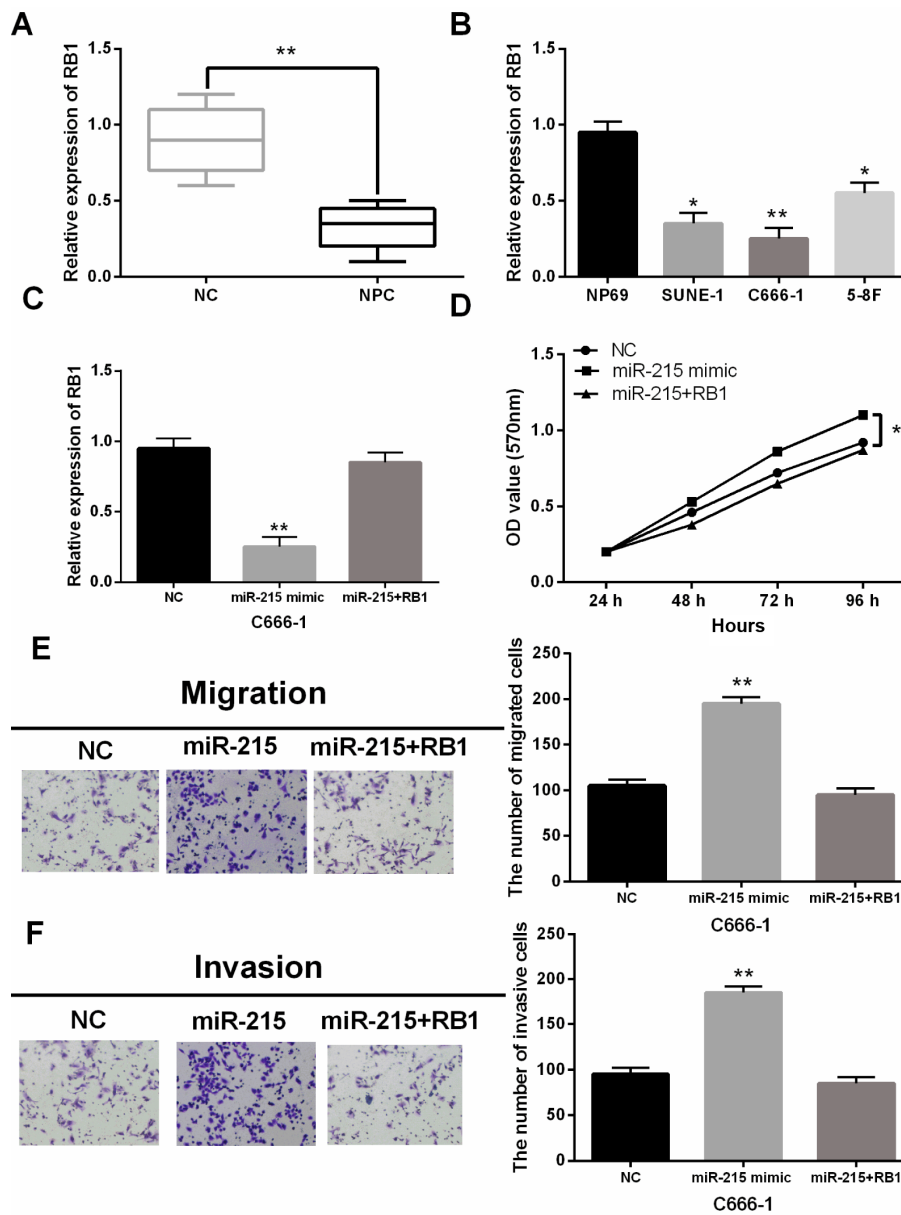 A
Relative expression of RB1
1.5
1.0
0.5
0.0
**
NC NPC
B
Relative expression of RB1
1.5
1.0
0.5
0.0
* ** *
NP69 SUNE-1 C666-1 5-8F
C
Relative expression of RB1
1.5
1.0
0.5
0.0
**
NC miR-215 mimic miR-215+RB1
C666-1
D
NC
miR-215 mimic
miR-215+RB1
OD value (570nm)
1.5
1.0
0.5
0.0
*
24 h 48 h 72 h 96 h
Hours
E
Migration
NC miR-215 miR-215+RB1
The number of migrated cells
250
200
150
100
50
0
**
NC miR-215 mimic miR-215+RB1
C666-1
F
Invasion
NC miR-215 miR-215+RB1
The number of invasive cells
250
200
150
100
50
0
**
NC miR-215 mimic miR-215+RB1
C666-1